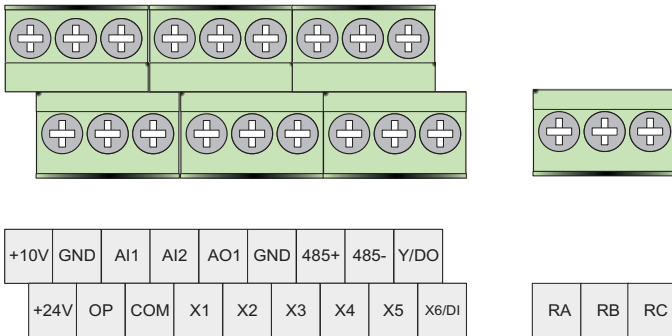 +10V GND AI1 AI2 AO1 GND 485+ 485- Y/DO
+24V OP COM X1 X2 X3 X4 X5 X6/DI RA RB RC